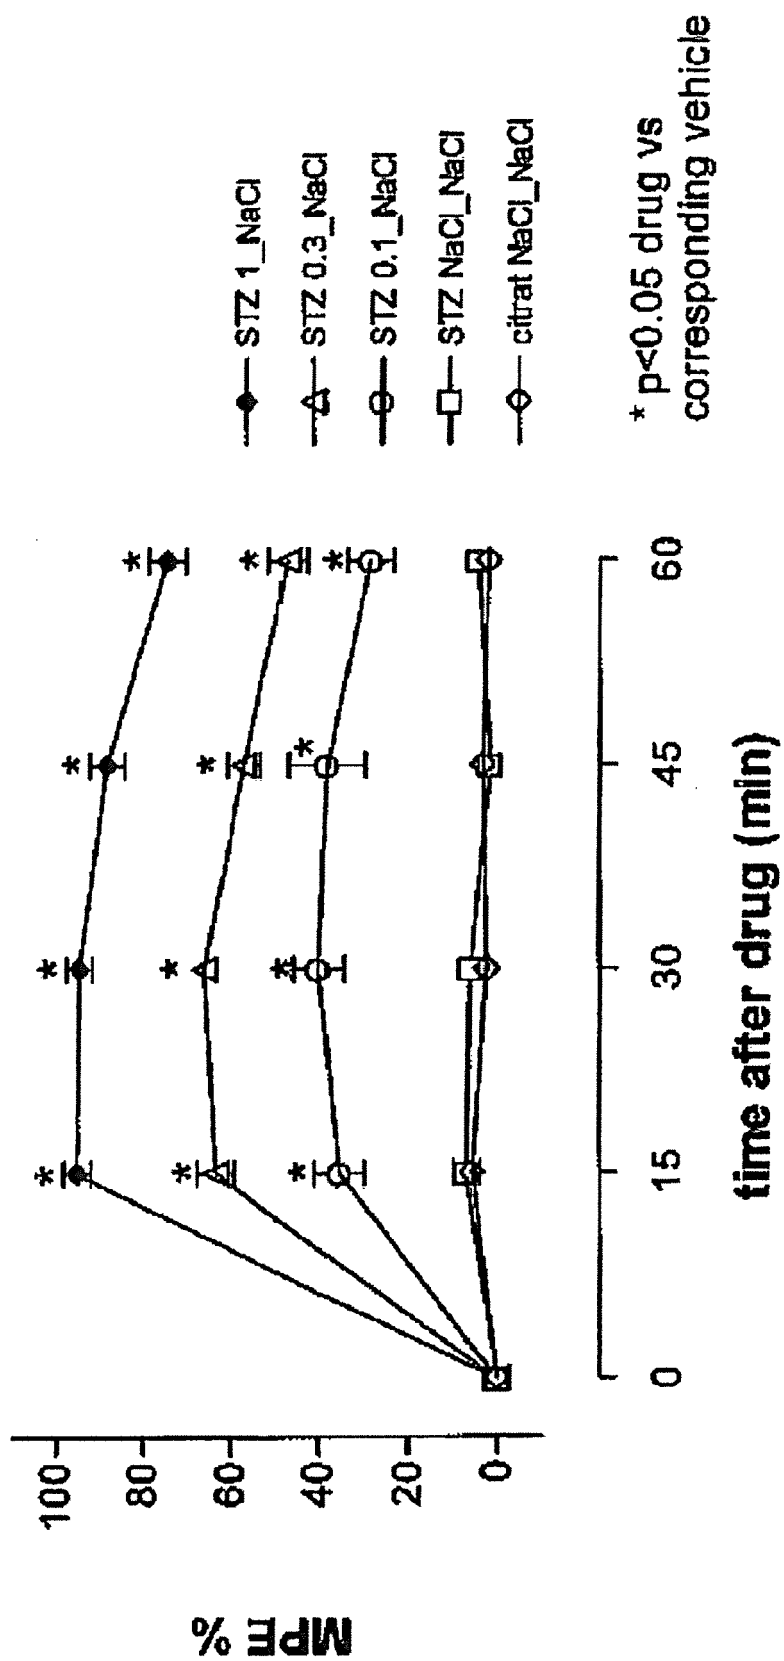 MPE %
100
80
60
40
20
0
* * * *
* * * *
* * * *
0 15 30 45 60
time after drug (min)
STZ 1_NaCl
STZ 0.3_NaCl
STZ 0.1_NaCl
STZ NaCl_NaCl
citrat NaCl_NaCl
* p<0.05 drug vs
corresponding vehicle